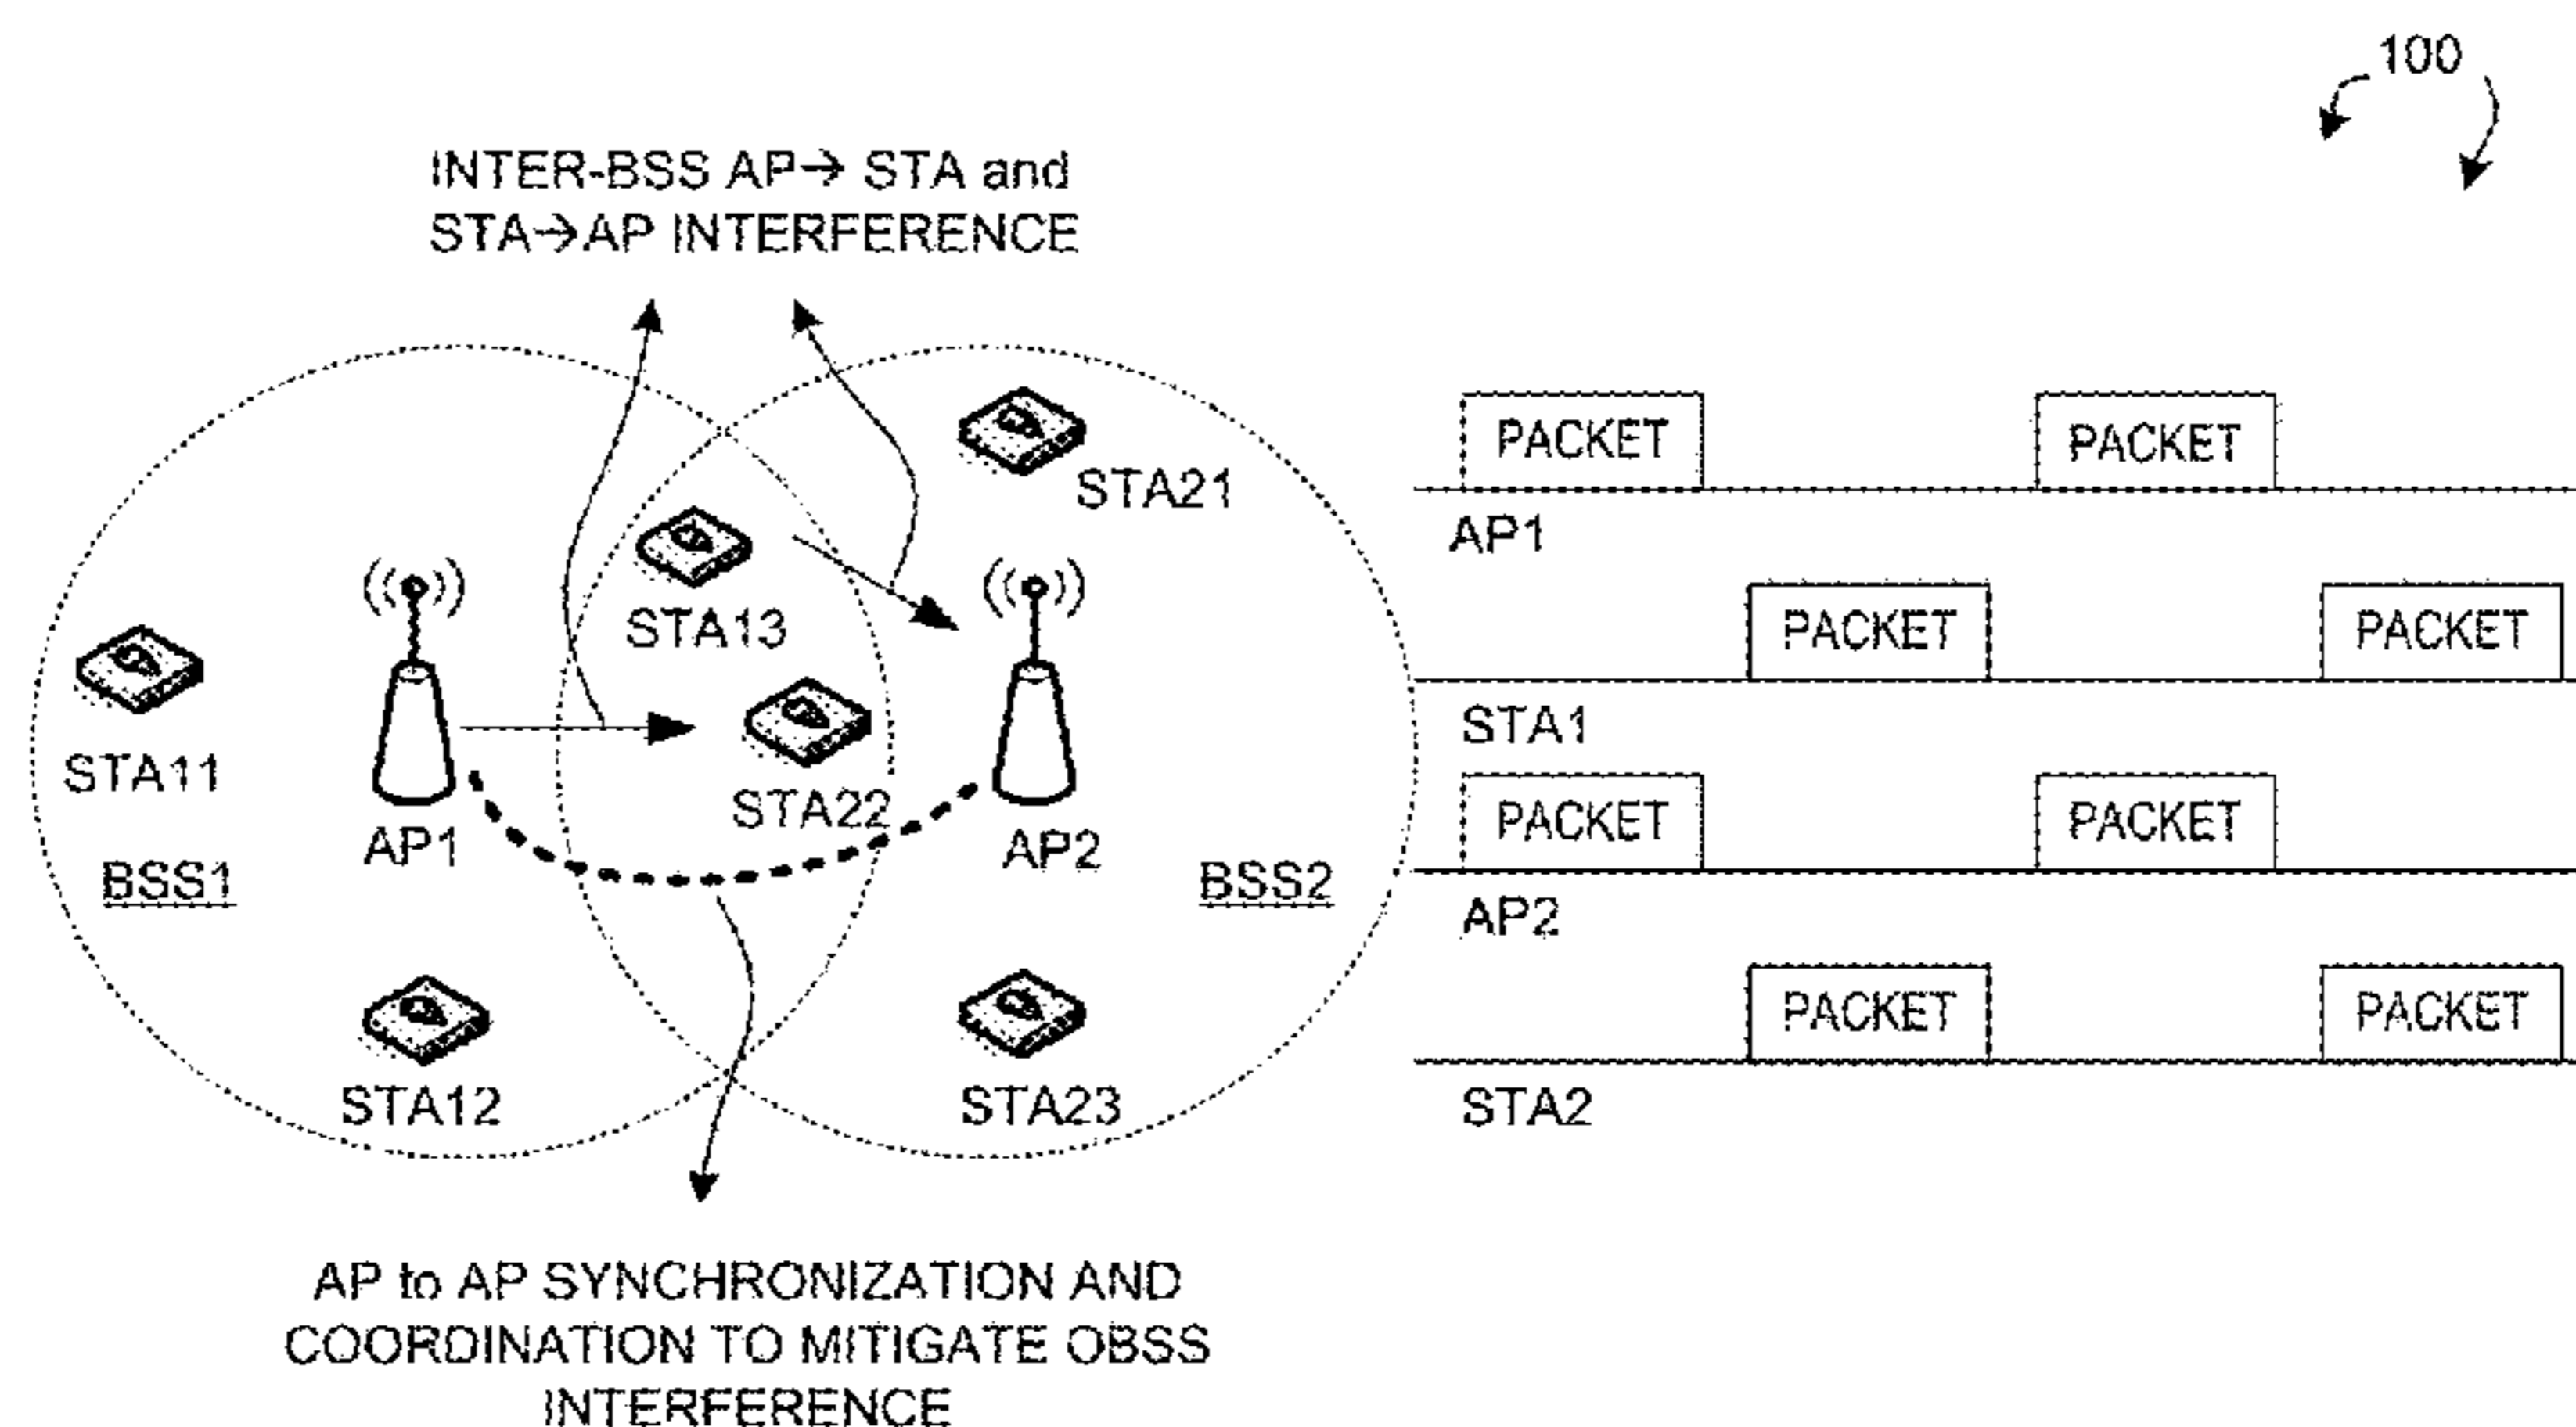 100
INTER-BSS AP→ STA and
STA→AP INTERFERENCE
STA21
STA13
STA11
STA22
AP1
AP2
BSS1
BSS2
STA12
STA23
AP to AP SYNCHRONIZATION AND
COORDINATION TO MITIGATE OBSS
INTERFERENCE
PACKET PACKET
AP1
PACKET PACKET
STA1
PACKET PACKET
AP2
PACKET PACKET
STA2